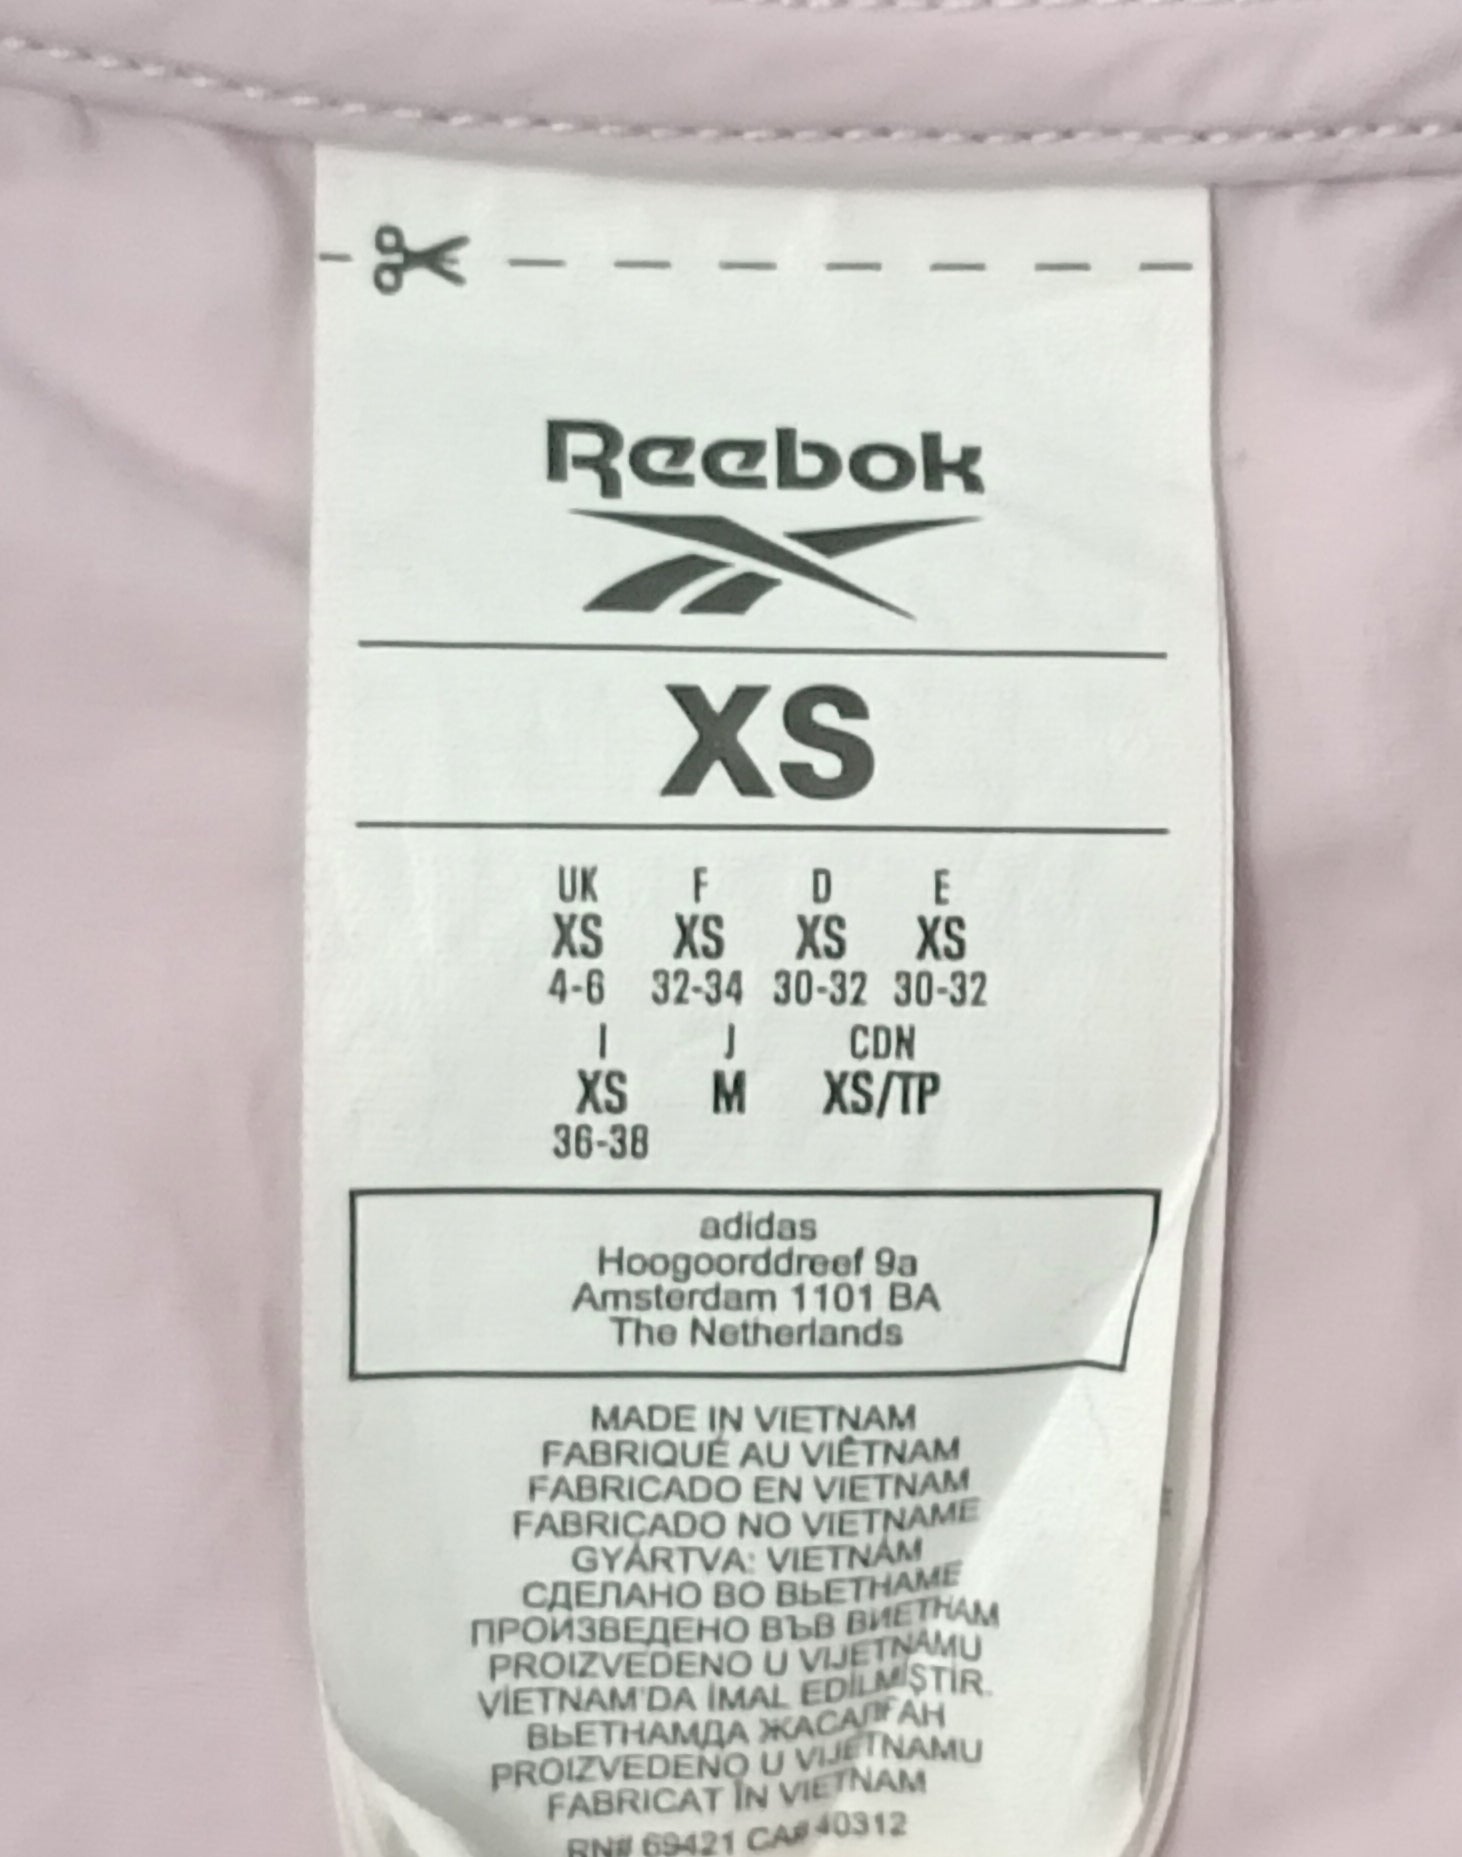 Reebok
XS
UK F D E
XS XS XS XS
4-6 32-34 30-32 30-32
I J CDN
XS M XS/TP
36-38
adidas
Hoogoorddreef 9a
Amsterdam 1101 BA
The Netherlands
MADE IN VIETNAM
FABRIQUÉ AU VIÊTNAM
FABRICADO EN VIETNAM
FABRICADO NO VIETNAME
GYÁRTVA: VIETNÁM
СДЕЛАНО ВО ВЬЕТНАМЕ
ПРОИЗВЕДЕНО ВЪВ ВИЕТНАМ
PROIZVEDENO U VIJETNAMU
VİETNAM'DA İMAL EDİLMİŞTİR.
ВЬЕТНАМДА ЖАСАЛҒАН
PROIZVEDENO U VIJETNAMU
FABRICAT ÎN VIETNAM
RN# 69421 CA# 40312